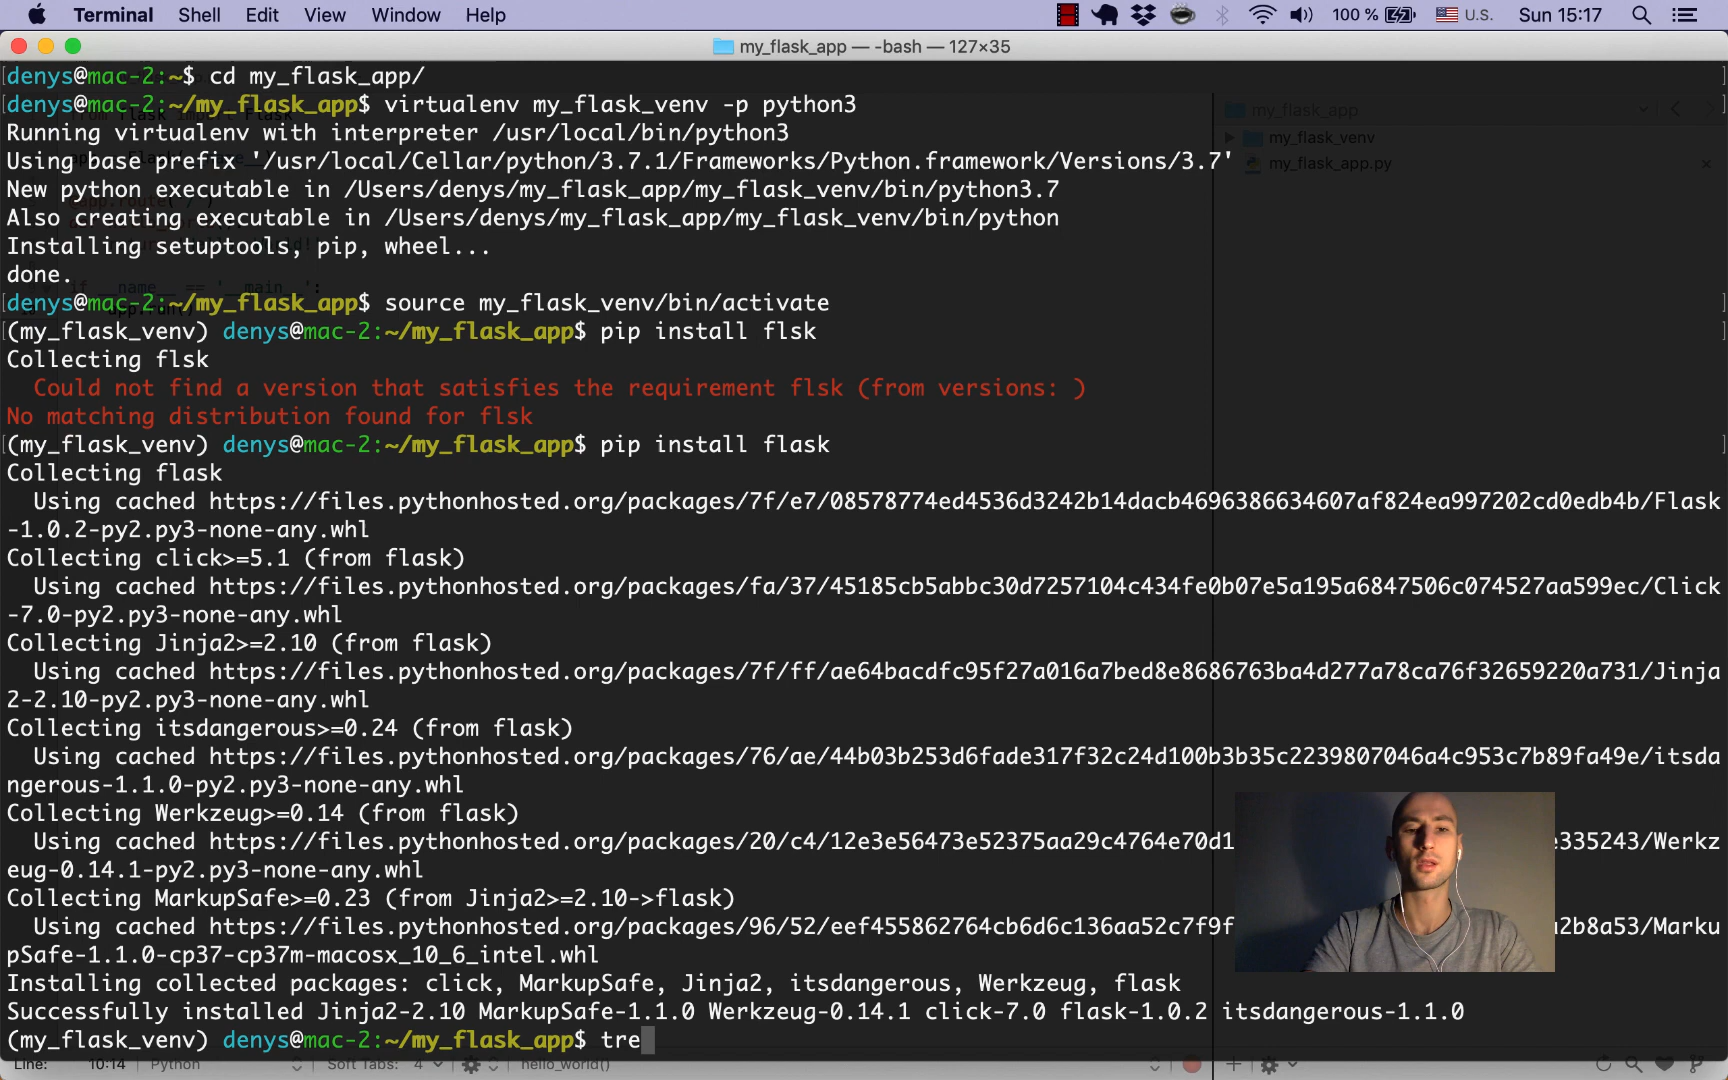 Terminal Shell Edit View Window Help 100 % U.S. Sun 15:17
my_flask_app — -bash — 127×35
denys@mac-2:~$ cd my_flask_app/
denys@mac-2:~/my_flask_app$ virtualenv my_flask_venv -p python3
Running virtualenv with interpreter /usr/local/bin/python3
Using base prefix '/usr/local/Cellar/python/3.7.1/Frameworks/Python.framework/Versions/3.7'
New python executable in /Users/denys/my_flask_app/my_flask_venv/bin/python3.7
Also creating executable in /Users/denys/my_flask_app/my_flask_venv/bin/python
Installing setuptools, pip, wheel...
done.
denys@mac-2:~/my_flask_app$ source my_flask_venv/bin/activate
(my_flask_venv) denys@mac-2:~/my_flask_app$ pip install flsk
Collecting flsk
Could not find a version that satisfies the requirement flsk (from versions: )
No matching distribution found for flsk
(my_flask_venv) denys@mac-2:~/my_flask_app$ pip install flask
Collecting flask
Using cached https://files.pythonhosted.org/packages/7f/e7/08578774ed4536d3242b14dacb4696386634607af824ea997202cd0edb4b/Flask
-1.0.2-py2.py3-none-any.whl
Collecting click>=5.1 (from flask)
Using cached https://files.pythonhosted.org/packages/fa/37/45185cb5abbc30d7257104c434fe0b07e5a195a6847506c074527aa599ec/Click
-7.0-py2.py3-none-any.whl
Collecting Jinja2>=2.10 (from flask)
Using cached https://files.pythonhosted.org/packages/7f/ff/ae64bacdfc95f27a016a7bed8e8686763ba4d277a78ca76f32659220a731/Jinja
2-2.10-py2.py3-none-any.whl
Collecting itsdangerous>=0.24 (from flask)
Using cached https://files.pythonhosted.org/packages/76/ae/44b03b253d6fade317f32c24d100b3b35c2239807046a4c953c7b89fa49e/itsda
ngerous-1.1.0-py2.py3-none-any.whl
Collecting Werkzeug>=0.14 (from flask)
Using cached https://files.pythonhosted.org/packages/20/c4/12e3e56473e52375aa29c4764e70d1 e335243/Werkz
eug-0.14.1-py2.py3-none-any.whl
Collecting MarkupSafe>=0.23 (from Jinja2>=2.10->flask)
Using cached https://files.pythonhosted.org/packages/96/52/eef455862764cb6d6c136aa52c7f9f 2b8a53/Marku
pSafe-1.1.0-cp37-cp37m-macosx_10_6_intel.whl
Installing collected packages: click, MarkupSafe, Jinja2, itsdangerous, Werkzeug, flask
Successfully installed Jinja2-2.10 MarkupSafe-1.1.0 Werkzeug-0.14.1 click-7.0 flask-1.0.2 itsdangerous-1.1.0
(my_flask_venv) denys@mac-2:~/my_flask_app$ tre
my_flask_app
my_flask_venv
my_flask_app.py
Line: 10:14 Python Soft Tabs: 4 hello_world()